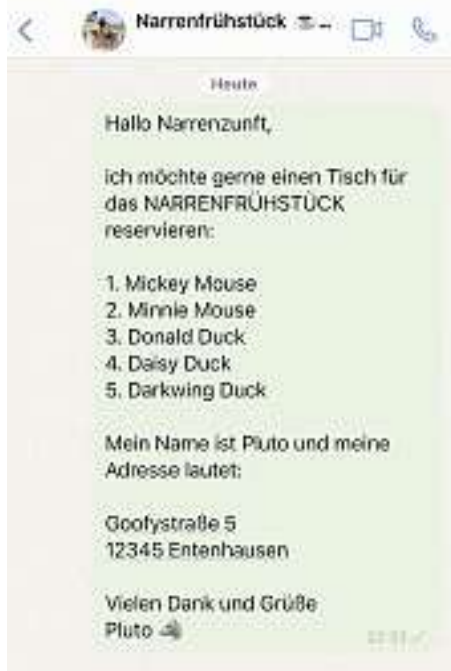 Narrenfrühstück ...
Heute
Hallo Narrenzunft,
ich möchte gerne einen Tisch für
das NARRENFRÜHSTÜCK
reservieren:
1. Mickey Mouse
2. Minnie Mouse
3. Donald Duck
4. Daisy Duck
5. Darkwing Duck
Mein Name ist Pluto und meine
Adresse lautet:
Goofystraße 5
12345 Entenhausen
Vielen Dank und Grüße
Pluto